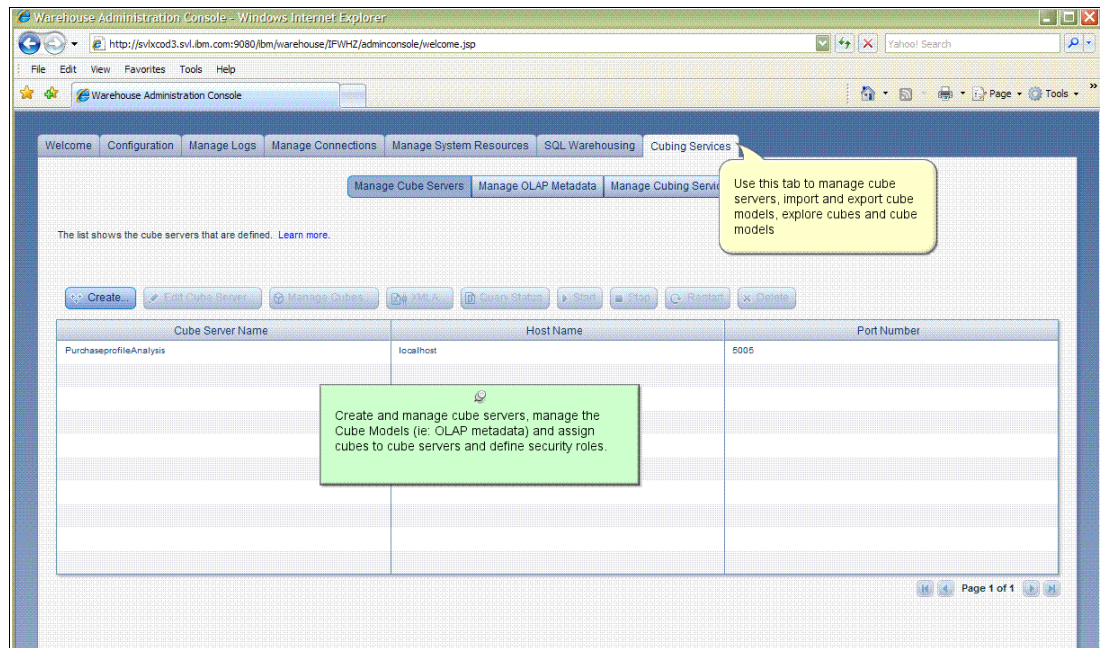 Warehouse Administration Console - Windows Internet Explorer
http://svlxcod3.svl.ibm.com:9080/ibm/warehouse/IFWHZ/adminconsole/welcome.jsp
Yahoo! Search
File Edit View Favorites Tools Help
Warehouse Administration Console
Page Tools
Welcome Configuration Manage Logs Manage Connections Manage System Resources SQL Warehousing Cubing Services
Manage Cube Servers Manage OLAP Metadata Manage Cubing Servic
Use this tab to manage cube
servers, import and export cube
models, explore cubes and cube
models
The list shows the cube servers that are defined. Learn more.
Create... Edit Cube Server... Manage Cubes... XMLA... Query Status Start Stop Restart Delete
Cube Server Name Host Name Port Number
PurchaseprofileAnalysis localhost 5005
Create and manage cube servers, manage the
Cube Models (ie: OLAP metadata) and assign
cubes to cube servers and define security roles.
Page 1 of 1